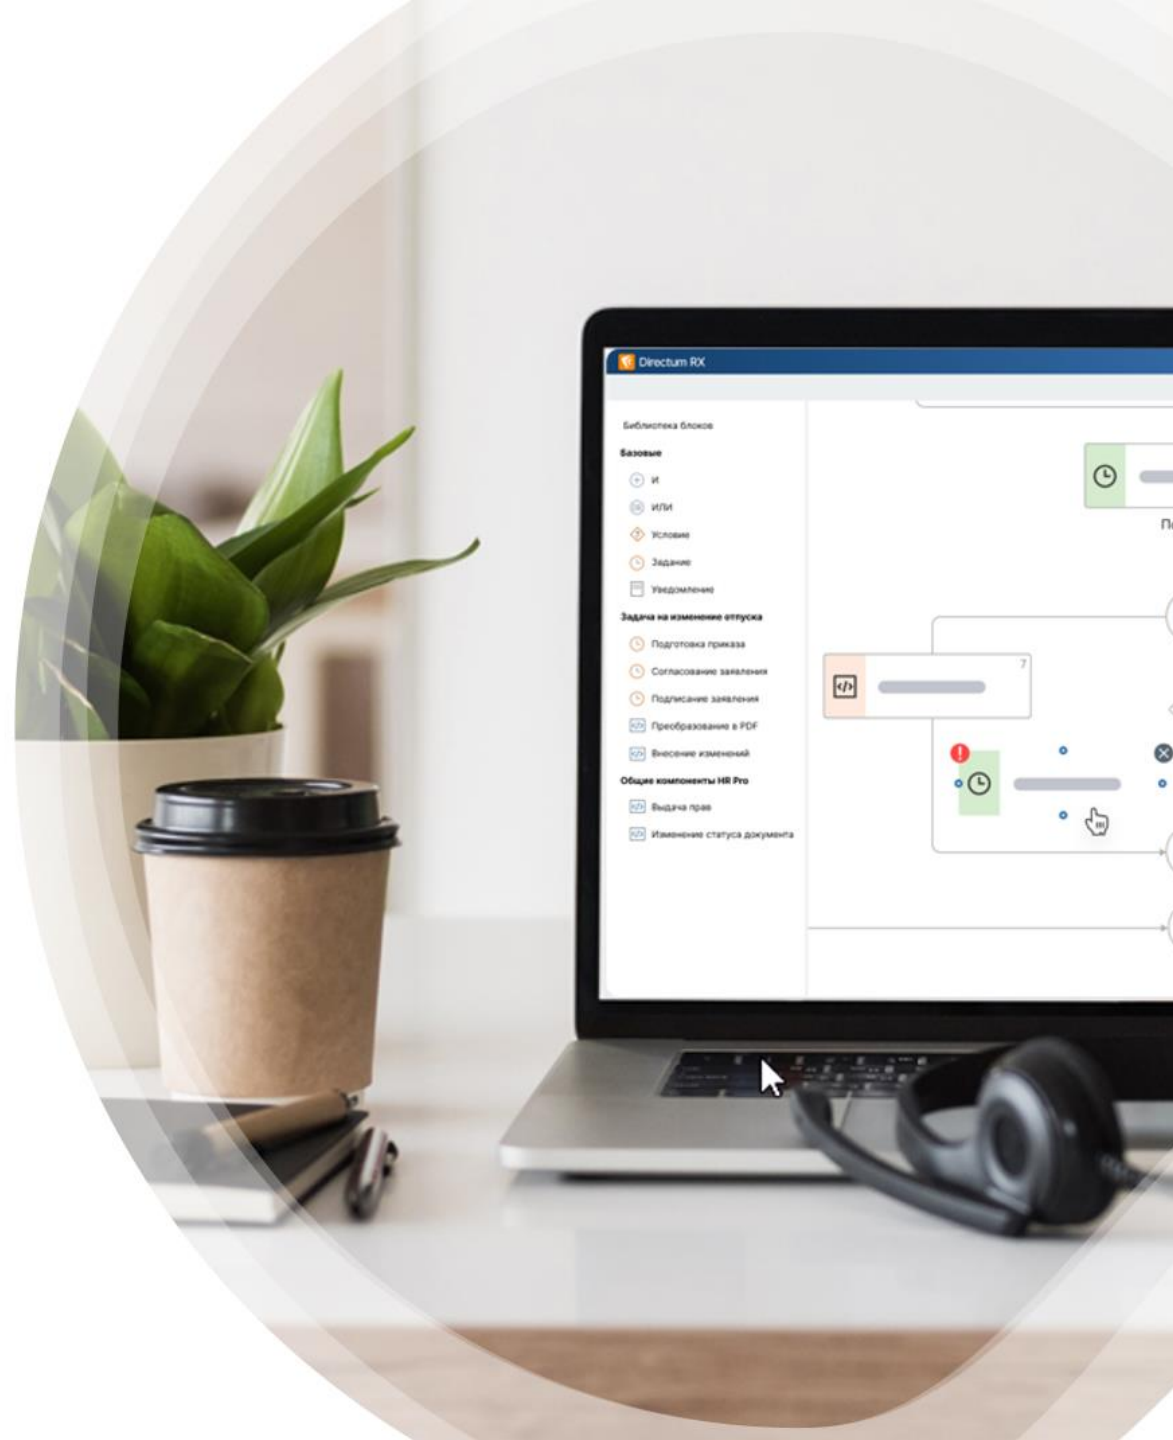 Directum RX
Библиотека блоков
Базовые
И
ИЛИ
Условие
Задание
Уведомление
Задача на изменение отпуска
Подготовка приказа
Согласование заявления
Подписание заявления
Преобразование в PDF
Внесение изменений
Общие компоненты HR Pro
Выдача прав
Изменение статуса документа
7